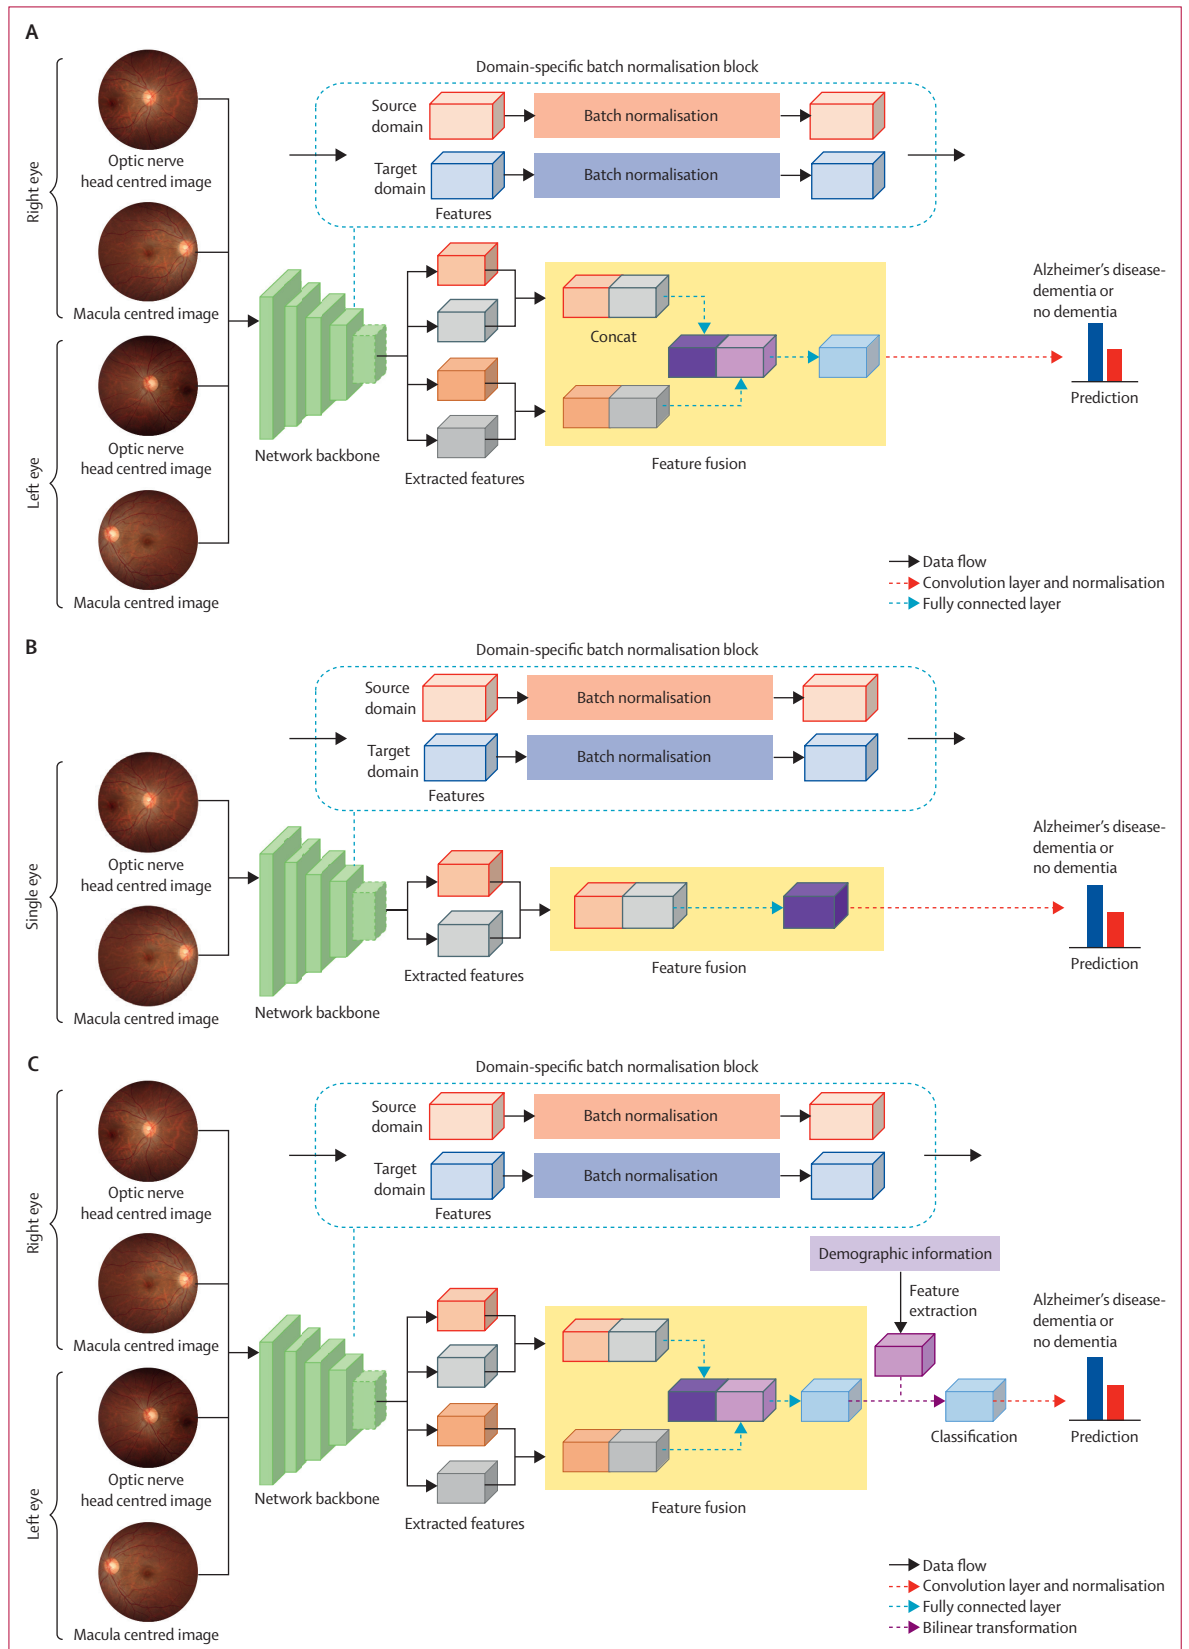 A
Domain-specific batch normalisation block
Source
domain
Batch normalisation
Target
domain
Batch normalisation
Features
Right eye
Optic nerve
head centred image
Macula centred image
Left eye
Optic nerve
head centred image
Macula centred image
Network backbone
Extracted features
Concat
Feature fusion
Alzheimer's disease-
dementia or
no dementia
Prediction
Data flow
Convolution layer and normalisation
Fully connected layer
B
Domain-specific batch normalisation block
Source
domain
Batch normalisation
Target
domain
Batch normalisation
Features
Single eye
Optic nerve
head centred image
Macula centred image
Network backbone
Extracted features
Feature fusion
Alzheimer's disease-
dementia or
no dementia
Prediction
C
Domain-specific batch normalisation block
Source
domain
Batch normalisation
Target
domain
Batch normalisation
Features
Right eye
Optic nerve
head centred image
Macula centred image
Left eye
Optic nerve
head centred image
Macula centred image
Network backbone
Extracted features
Feature fusion
Demographic information
Feature
extraction
Classification
Alzheimer's disease-
dementia or
no dementia
Prediction
Data flow
Convolution layer and normalisation
Fully connected layer
Bilinear transformation